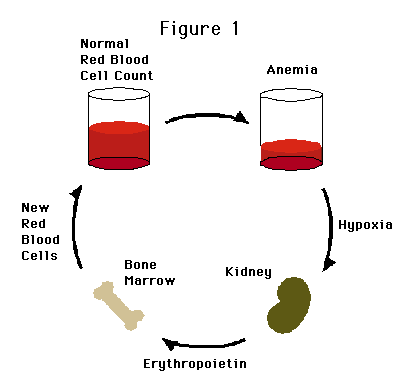 Figure 1
Normal
Red Blood
Cell Count
Anemia
Hypoxia
Kidney
Erythropoietin
Bone
Marrow
New
Red
Blood
Cells